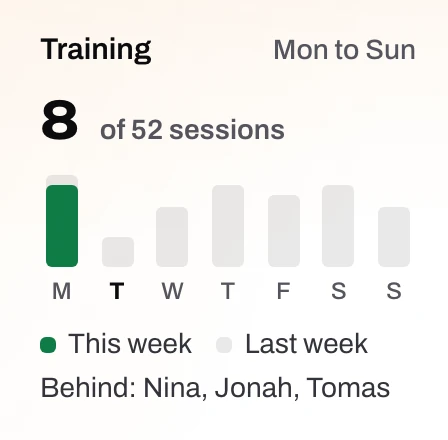 Training Mon to Sun
8 of 52 sessions
M T W T F S S
This week Last week
Behind: Nina, Jonah, Tomas